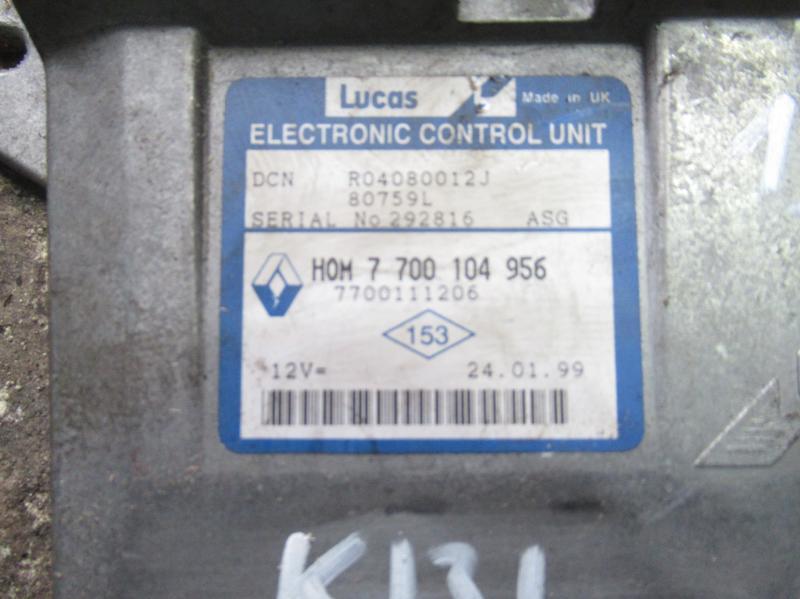 Lucas Made in UK
ELECTRONIC CONTROL UNIT
DCN R04080012J
80759L
SERIAL No 292816 ASG
HOM 7 700 104 956
7700111206
153
12V= 24.01.99